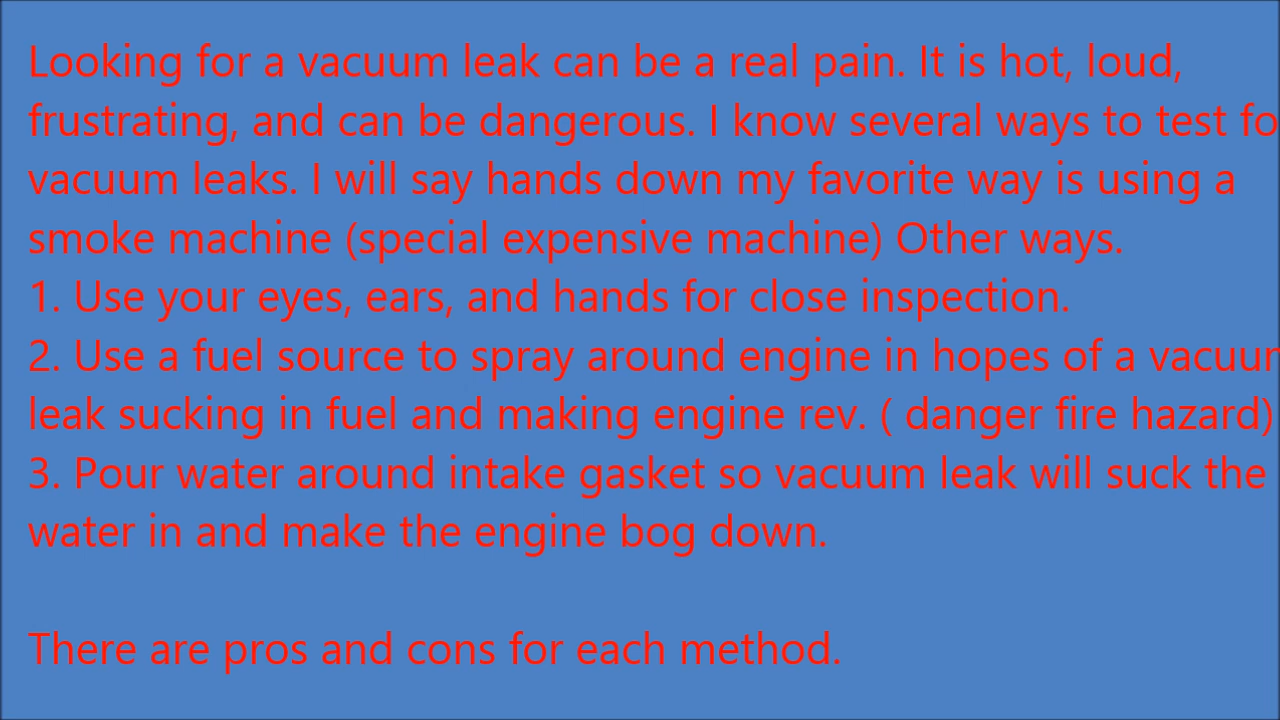 Looking for a vacuum leak can be a real pain. It is hot, loud,
frustrating, and can be dangerous. I know several ways to test fo
vacuum leaks. I will say hands down my favorite way is using a
smoke machine (special expensive machine) Other ways.
1. Use your eyes, ears, and hands for close inspection.
2. Use a fuel source to spray around engine in hopes of a vacuum
leak sucking in fuel and making engine rev. ( danger fire hazard)
3. Pour water around intake gasket so vacuum leak will suck the
water in and make the engine bog down.
There are pros and cons for each method.